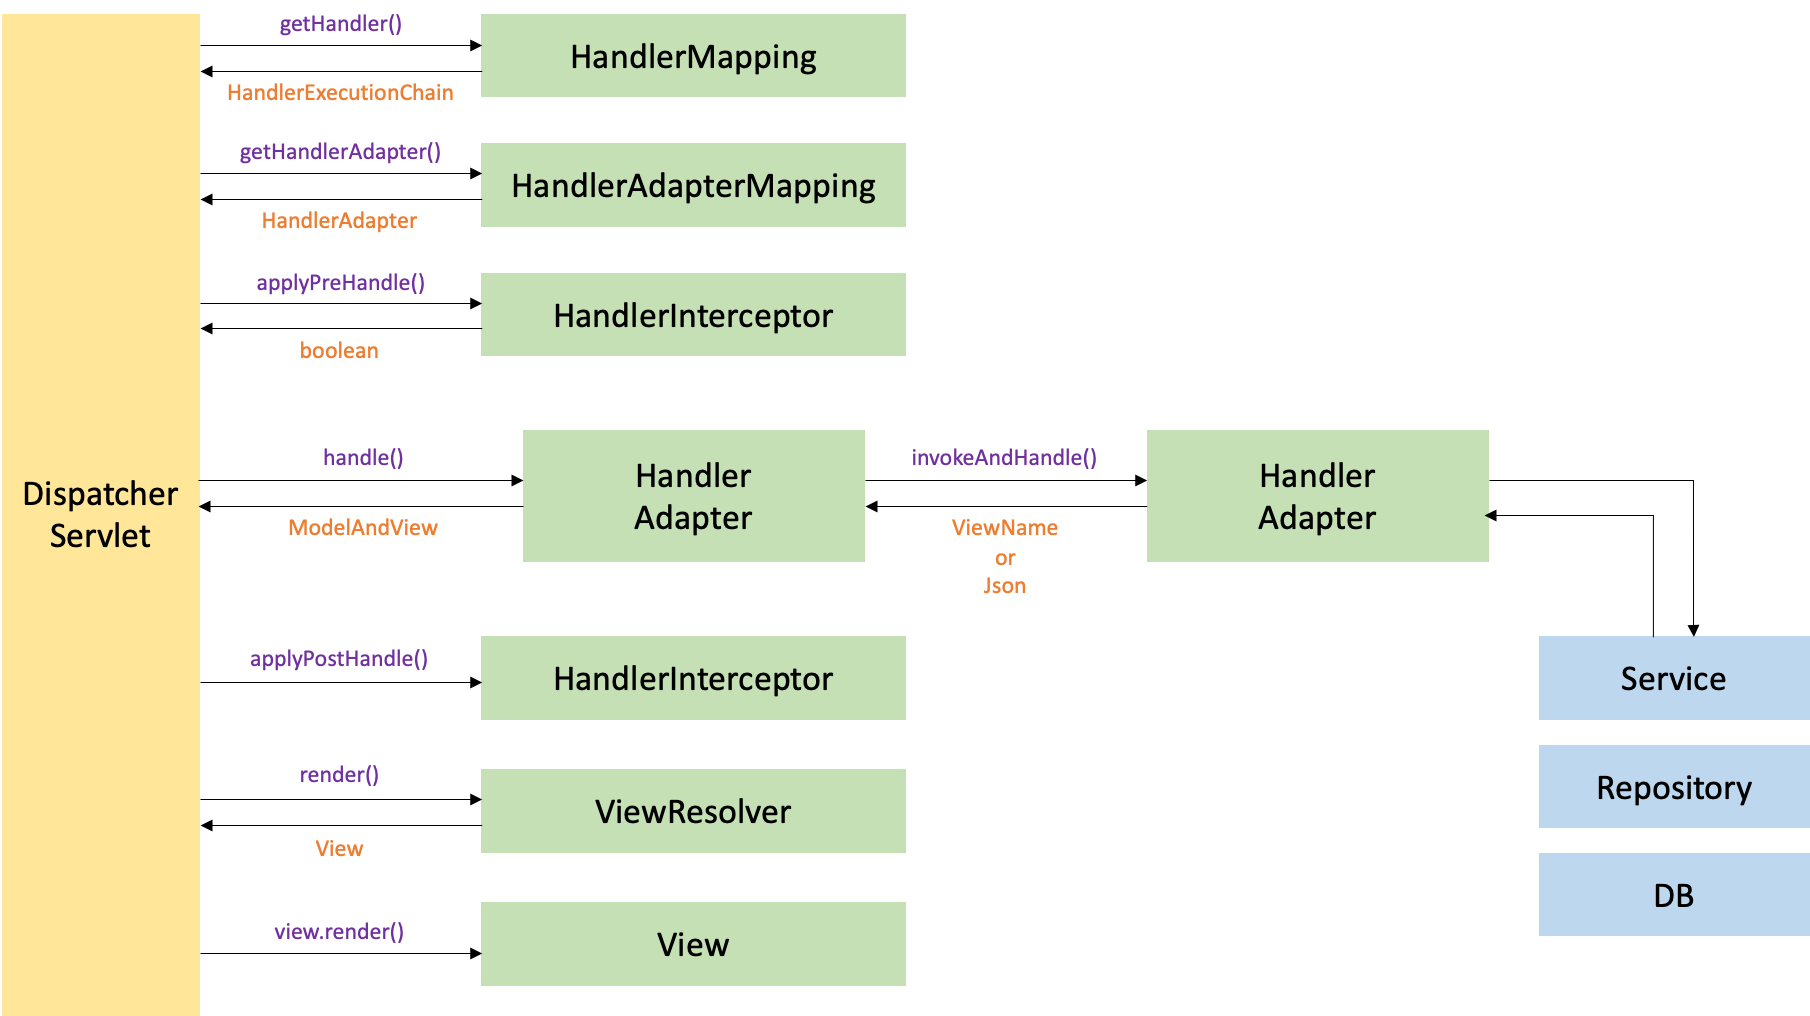 getHandler()
HandlerMapping
HandlerExecutionChain
getHandlerAdapter()
HandlerAdapterMapping
HandlerAdapter
applyPreHandle()
HandlerInterceptor
boolean
Dispatcher
Servlet
handle()
ModelAndView
Handler
Adapter
invokeAndHandle()
ViewName
or
Json
Handler
Adapter
applyPostHandle()
HandlerInterceptor
Service
render()
ViewResolver
View
Repository
view.render()
View
DB